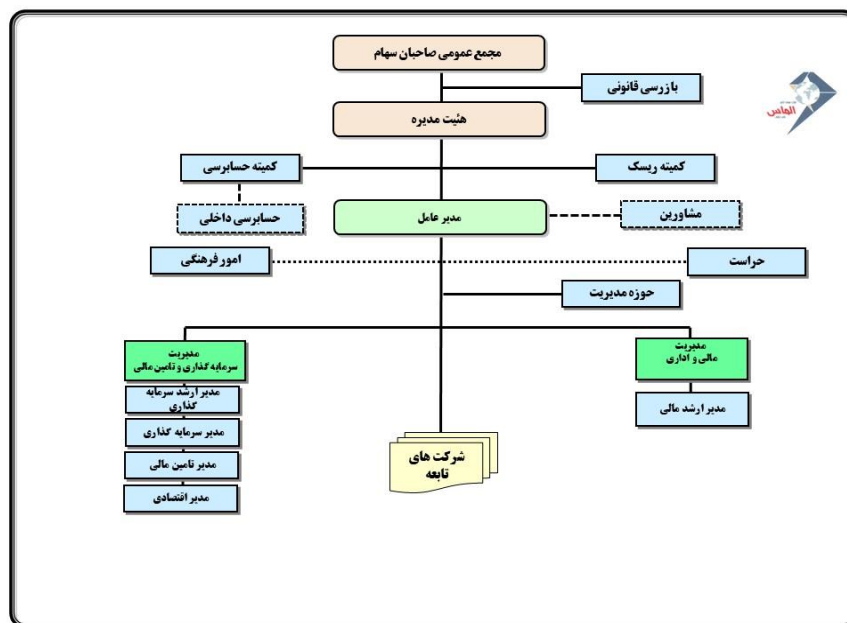 مجمع عمومی صاحبان سهام
بازرسی قانونی
الماس
هئیت مدیره
کمیته ریسک
کمیته حسابرسی
مشاورین
مدیر عامل
حسابرسی داخلی
حراست
امور فرهنگی
حوزه مدیریت
مدیریت
مالی و اداری
مدیر ارشد مالی
مدیریت
سرمایه گذاری و تامین مالی
مدیر ارشد سرمایه
گذاری
مدیر سرمایه گذاری
مدیر تامین مالی
مدیر اقتصادی
شرکت های
تابعه